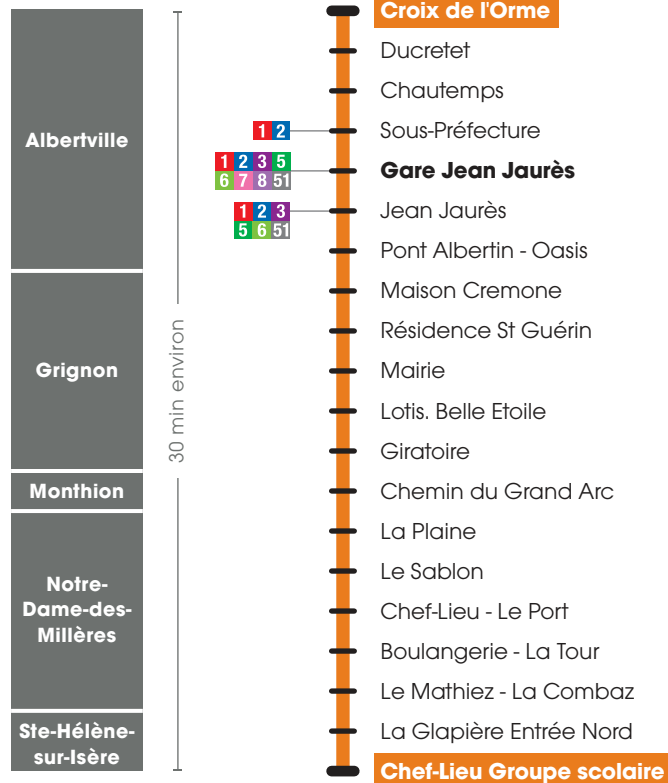 Croix de l'Orme
Ducretet
Chautemps
Albertville
1 2
Sous-Préfecture
1 2 3 5
6 7 8 51
Gare Jean Jaurès
1 2 3
5 6 51
Jean Jaurès
Pont Albertin - Oasis
Maison Cremone
30 min environ
Résidence St Guérin
Grignon
Mairie
Lotis. Belle Etoile
Giratoire
Monthion
Chemin du Grand Arc
La Plaine
Notre-
Dame-des-
Millères
Le Sablon
Chef-Lieu - Le Port
Boulangerie - La Tour
Le Mathiez - La Combaz
Ste-Hélène-
sur-Isère
La Glapière Entrée Nord
Chef-Lieu Groupe scolaire